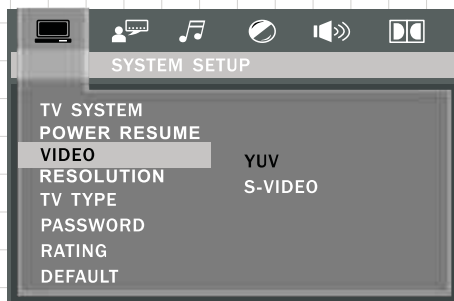 SYSTEM SETUP
TV SYSTEM
POWER RESUME
VIDEO
YUV
RESOLUTION
S-VIDEO
TV TYPE
PASSWORD
RATING
DEFAULT